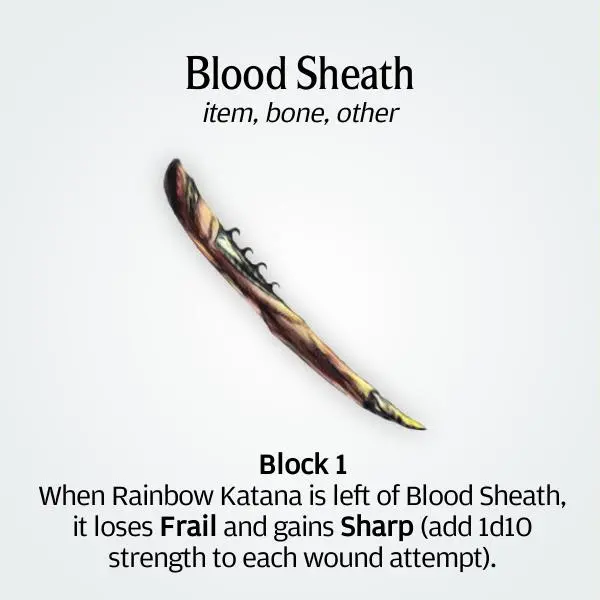 Blood Sheath
item, bone, other
Block 1
When Rainbow Katana is left of Blood Sheath,
it loses Frail and gains Sharp (add 1d10
strength to each wound attempt).